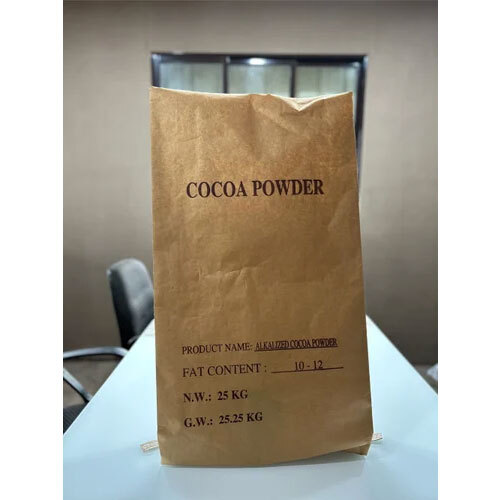 COCOA POWDER
PRODUCT NAME: ALKALIZED COCOA POWDER
FAT CONTENT : 10 - 12
N.W.: 25 KG
G.W.: 25.25 KG